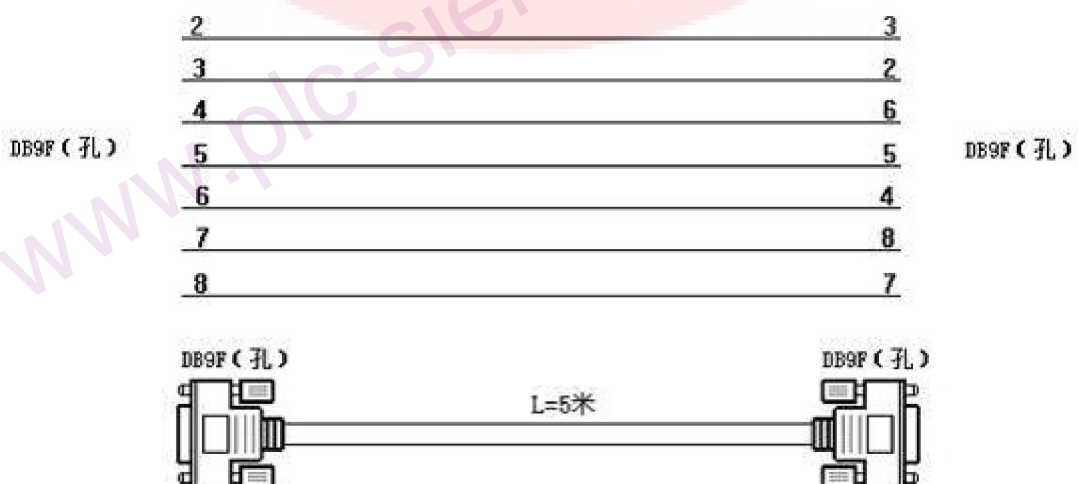 2 3
3 2
4 6
DB9F(孔) 5 5 DB9F(孔)
6 4
7 8
8 7
DB9F(孔) DB9F(孔)
L=5米
www.plc-sie